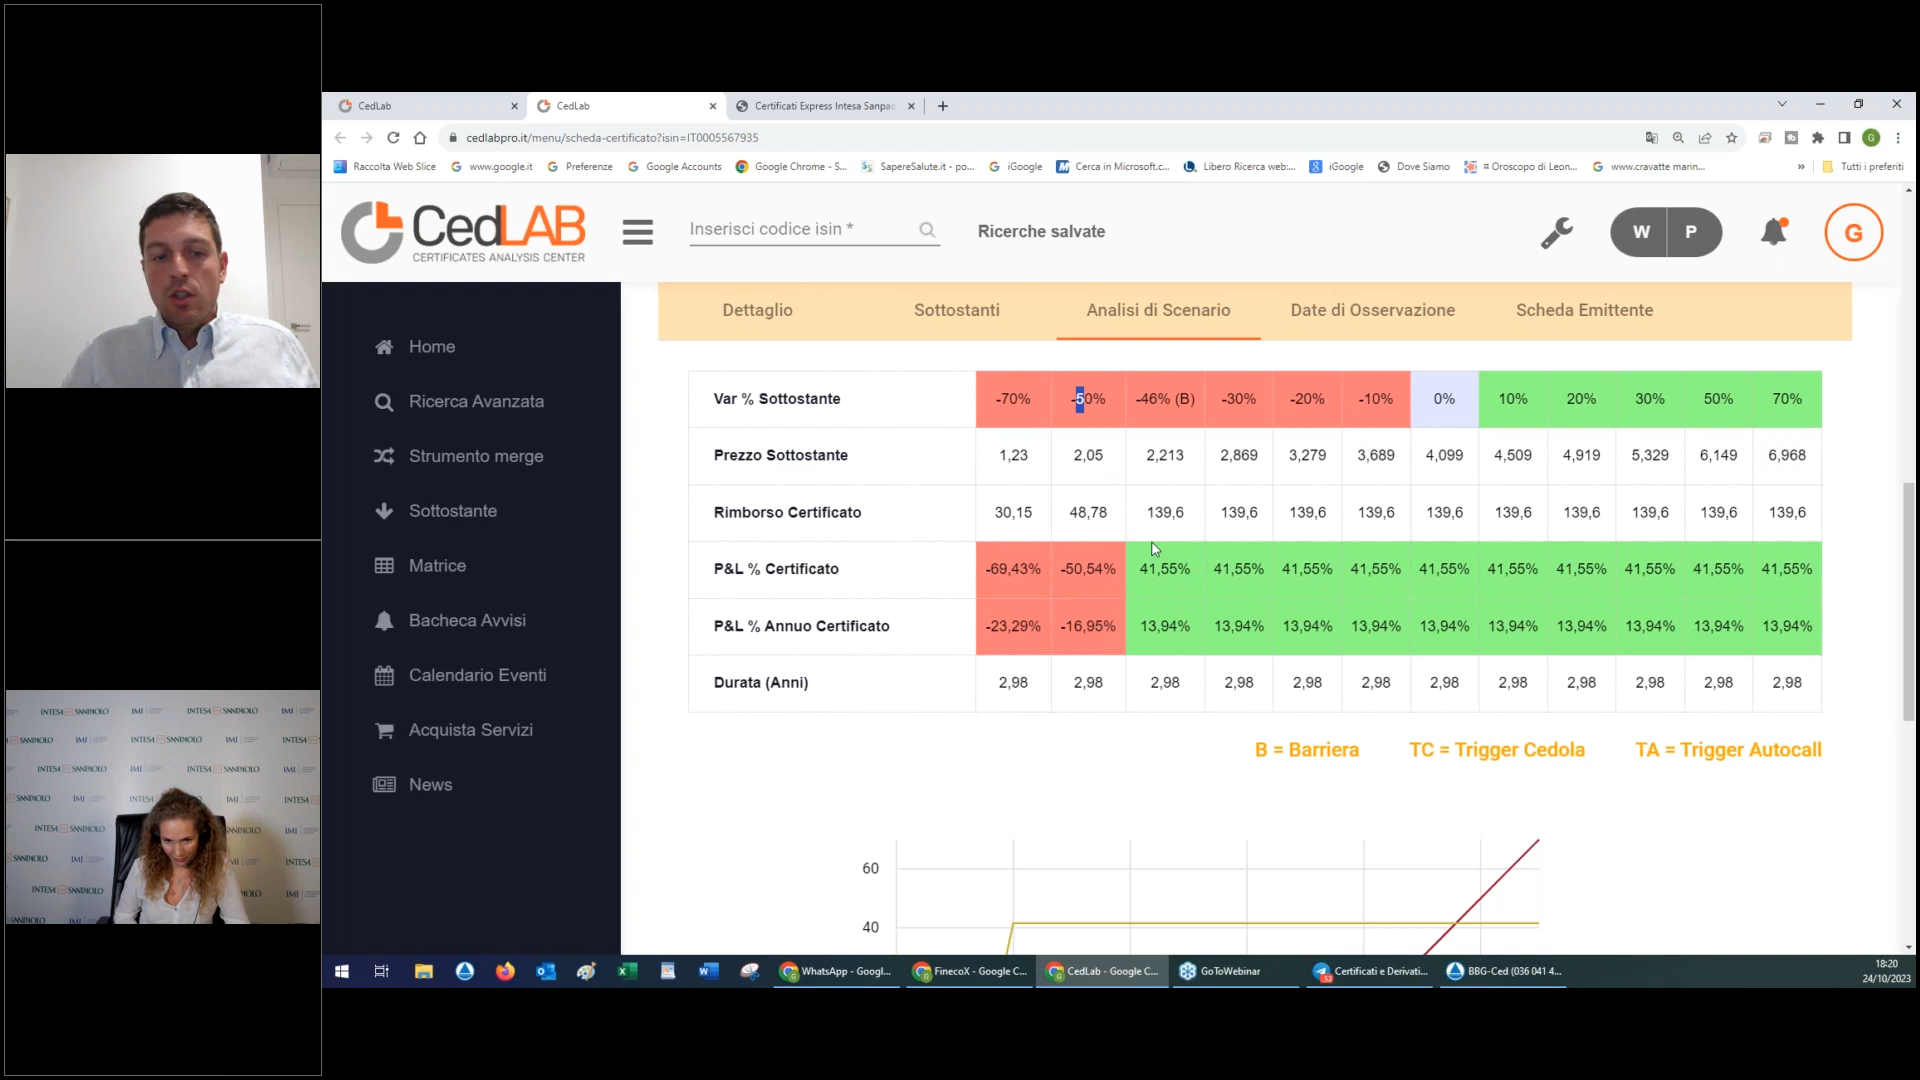 CedLab
CedLab
Certificati Express Intesa Sanpao
cedlabpro.it/menu/scheda-certificato?isin=IT0005567935
G
Raccolta Web Slice
www.google.it
Preferenze
Google Accounts
Google Chrome - S...
SapereSalute.it - po...
iGoogle
Cerca in Microsoft.c...
Libero Ricerca web:...
iGoogle
Dove Siamo
¤ Oroscopo di Leon...
www.cravatte marin...
»
Tutti i preferiti
CedLAB
CERTIFICATES ANALYSIS CENTER
Inserisci codice isin *
Ricerche salvate
W P
G
Home
Ricerca Avanzata
Strumento merge
Sottostante
Matrice
Bacheca Avvisi
Calendario Eventi
Acquista Servizi
News
Dettaglio Sottostanti Analisi di Scenario Date di Osservazione Scheda Emittente
Var % Sottostante -70% -50% -46% (B) -30% -20% -10% 0% 10% 20% 30% 50% 70%
Prezzo Sottostante 1,23 2,05 2,213 2,869 3,279 3,689 4,099 4,509 4,919 5,329 6,149 6,968
Rimborso Certificato 30,15 48,78 139,6 139,6 139,6 139,6 139,6 139,6 139,6 139,6 139,6 139,6
P&L % Certificato -69,43% -50,54% 41,55% 41,55% 41,55% 41,55% 41,55% 41,55% 41,55% 41,55% 41,55% 41,55%
P&L % Annuo Certificato -23,29% -16,95% 13,94% 13,94% 13,94% 13,94% 13,94% 13,94% 13,94% 13,94% 13,94% 13,94%
Durata (Anni) 2,98 2,98 2,98 2,98 2,98 2,98 2,98 2,98 2,98 2,98 2,98 2,98
B = Barriera TC = Trigger Cedola TA = Trigger Autocall
60
40
INTESA SANPAOLO IMI
WhatsApp - Googl...
FinecoX - Google C...
CedLab - Google C...
GoToWebinar
Certificati e Derivati...
BBG-Ced (036 041 4...
18:20
24/10/2023